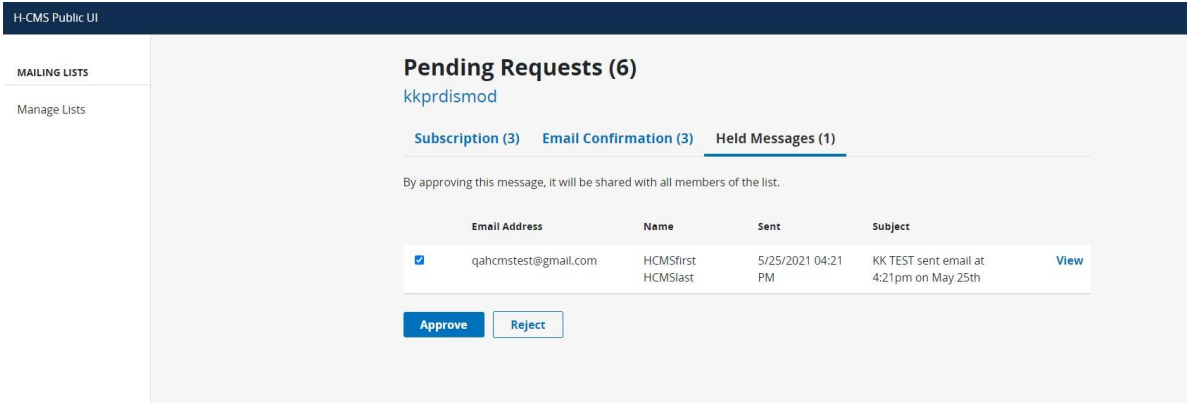 H-CMS Public UI
MAILING LISTS
Manage Lists
Pending Requests (6)
kkprdismod
Subscription (3) Email Confirmation (3) Held Messages (1)
By approving this message, it will be shared with all members of the list.
Email Address Name Sent Subject
qahcmstest@gmail.com HCMSfirst 5/25/2021 04:21 KK TEST sent email at View
HCMSlast PM 4:21pm on May 25th
Approve Reject